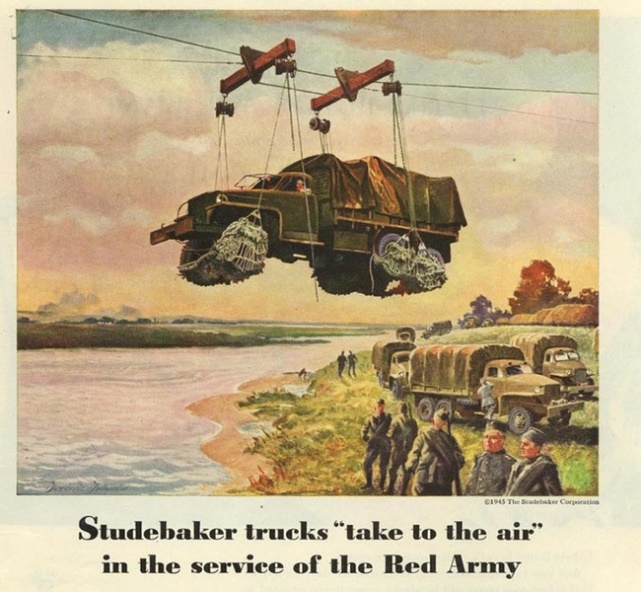 ©1945 The Studebaker Corporation
Studebaker trucks “take to the air”
in the service of the Red Army